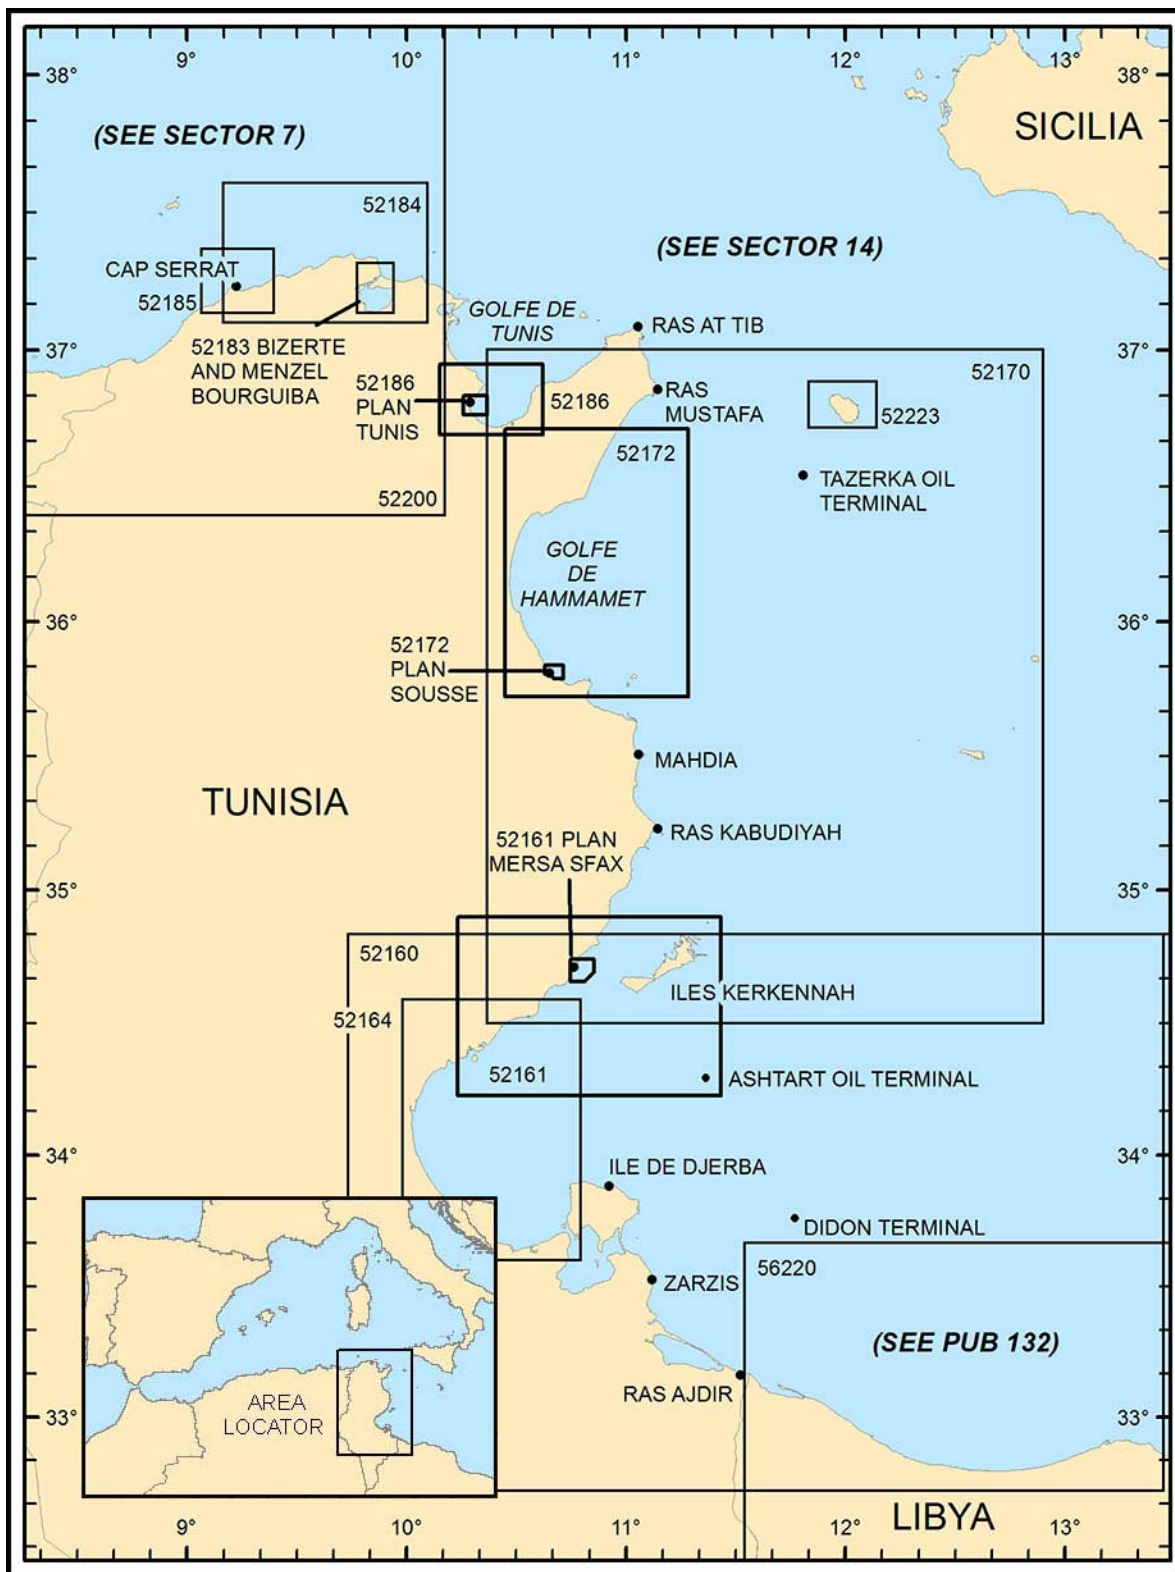 9°
10°
11°
12°
13°
38°
38°
SICILIA
(SEE SECTOR 7)
52184
(SEE SECTOR 14)
CAP SERRAT
52185
GOLFE DE
TUNIS
RAS AT TIB
37°
37°
52183 BIZERTE
AND MENZEL
BOURGUIBA
52186
PLAN
TUNIS
52186
RAS
MUSTAFA
52170
52223
52172
TAZERKA OIL
TERMINAL
52200
GOLFE
DE
HAMMAMET
36°
36°
52172
PLAN
SOUSSE
MAHDIA
TUNISIA
RAS KABUDIYAH
52161 PLAN
MERSA SFAX
35°
35°
52160
ILES KERKENNAH
52164
52161
ASHTART OIL TERMINAL
34°
34°
ILE DE DJERBA
DIDON TERMINAL
56220
ZARZIS
(SEE PUB 132)
RAS AJDIR
AREA
LOCATOR
33°
33°
LIBYA
9°
10°
11°
12°
13°